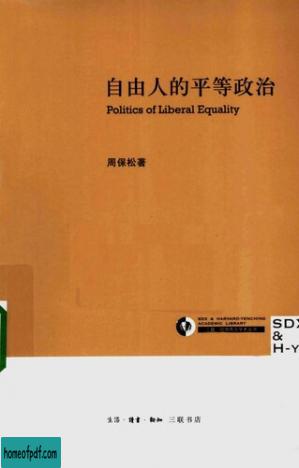 自由人的平等政治
Politics of Liberal Equality
周保松著
SDX & HARVARD-YENCHING
ACADEMIC LIBRARY
SDX
&
H-Y
生活·讀書·新知 三联书店
homeofpdf.com